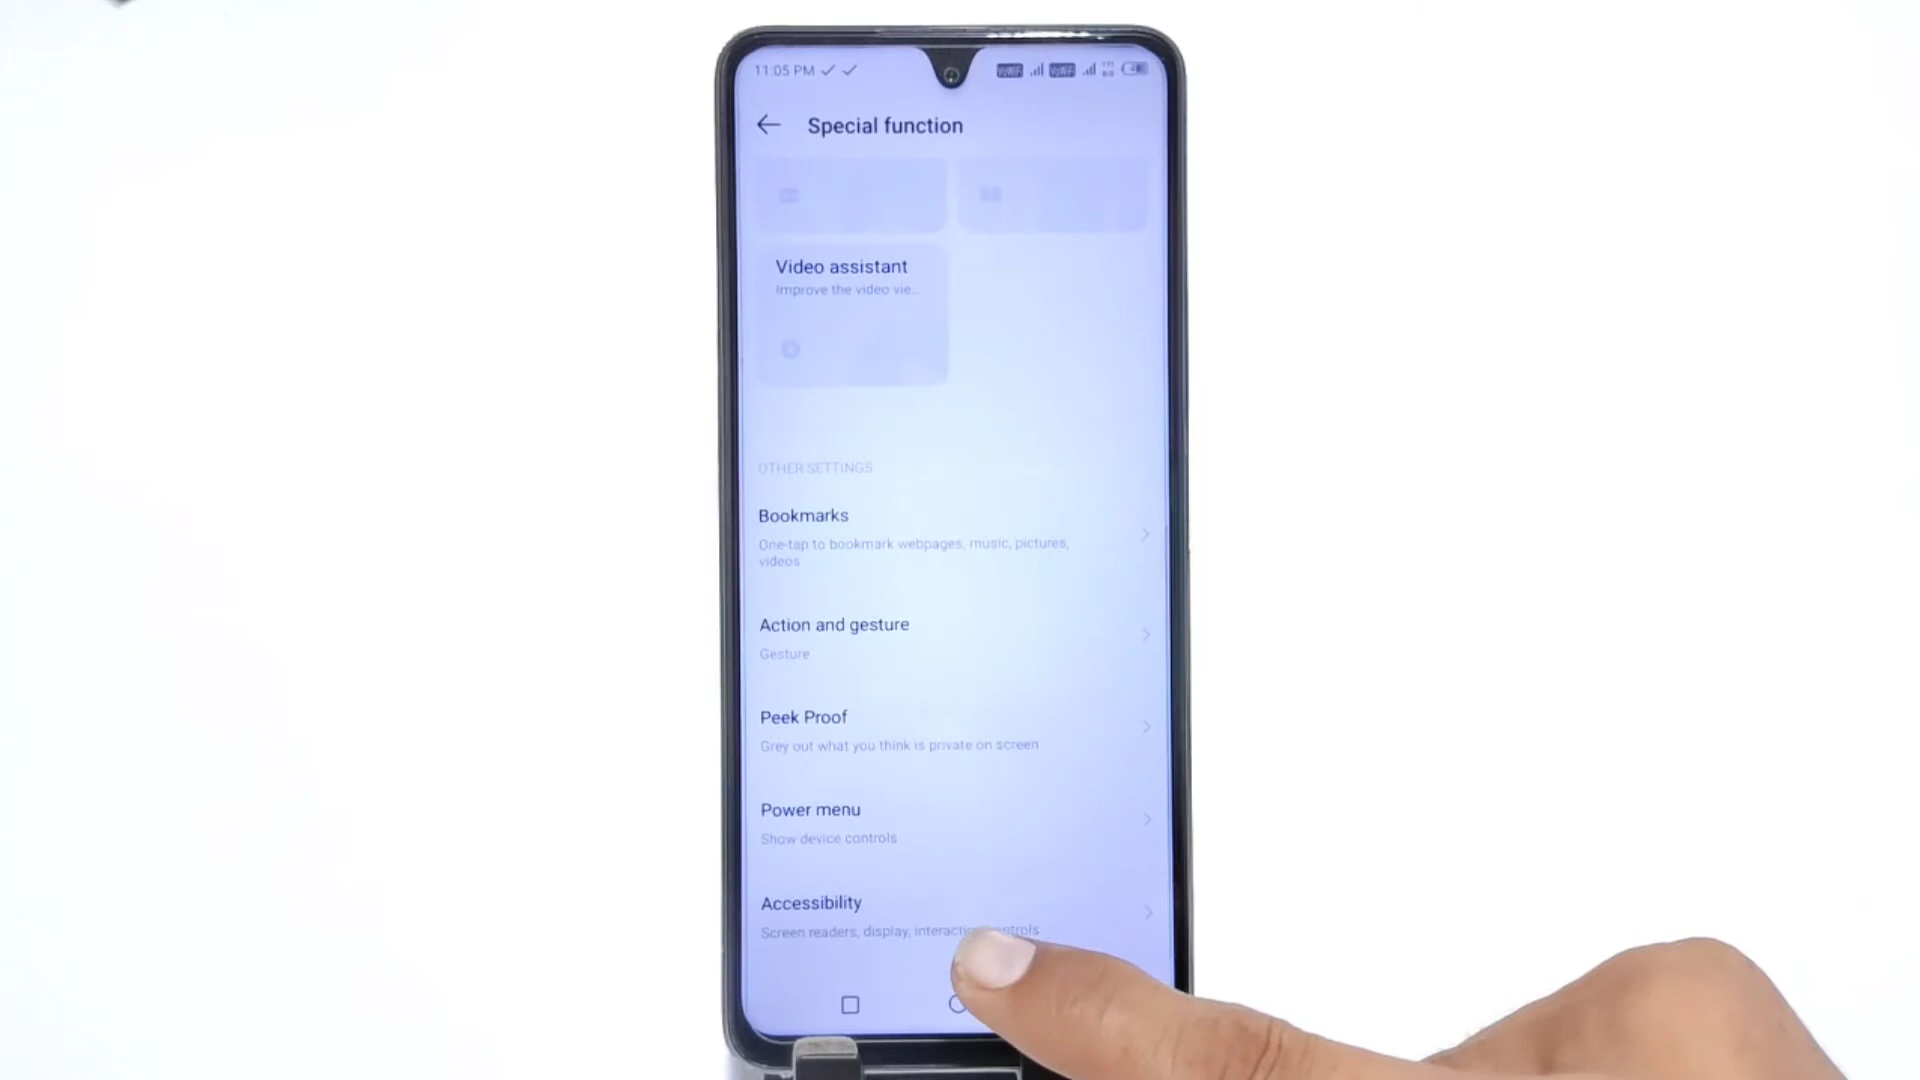 11:05 PM
Special function
Video assistant
Improve the video vie...
OTHER SETTINGS
Bookmarks
One-tap to bookmark webpages, music, pictures,
videos
Action and gesture
Gesture
Peek Proof
Grey out what you think is private on screen
Power menu
Show device controls
Accessibility
Screen readers, display,